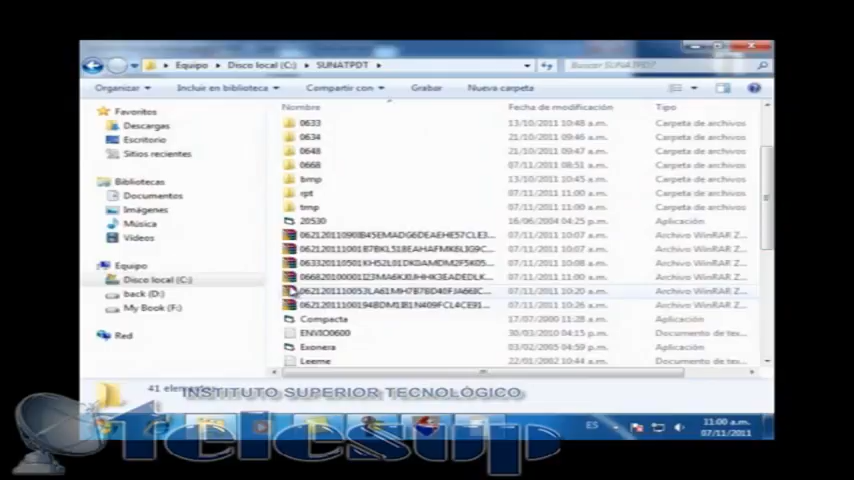 Equipo Disco local (C:) SUNATPDT Buscar SUNATPDT
Organizar Incluir en biblioteca Compartir con Grabar Nueva carpeta
Favoritos
Descargas
Escritorio
Sitios recientes
Bibliotecas
Documentos
Imágenes
Música
Vídeos
Equipo
Disco local (C:)
back (D:)
My Book (F:)
Red
Nombre Fecha de modificación Tipo
0633 13/10/2011 10:48 a.m. Carpeta de archivos
0634 21/10/2011 09:46 a.m. Carpeta de archivos
0648 21/10/2011 09:47 a.m. Carpeta de archivos
0668 07/11/2011 08:51 a.m. Carpeta de archivos
bmp 13/10/2011 10:45 a.m. Carpeta de archivos
rpt 07/11/2011 11:00 a.m. Carpeta de archivos
tmp 07/11/2011 11:00 a.m. Carpeta de archivos
20530 16/06/2004 04:25 p.m. Aplicación
07/11/2011 10:07 a.m. Archivo WinRAR Z...
07/11/2011 10:07 a.m. Archivo WinRAR Z...
07/11/2011 10:08 a.m. Archivo WinRAR Z...
07/11/2011 11:00 a.m. Archivo WinRAR Z...
07/11/2011 10:20 a.m. Archivo WinRAR Z...
07/11/2011 10:26 a.m. Archivo WinRAR Z...
Compacta 17/07/2000 11:28 a.m. Aplicación
ENVIO0600 30/03/2010 04:15 p.m. Documento de tex...
Exonera 03/02/2005 04:59 p.m. Aplicación
Leeme 22/01/2002 10:44 a.m. Documento de tex...
41 elementos
INSTITUTO SUPERIOR TECNOLÓGICO
Telesup
ES 11:00 a.m.
07/11/2011